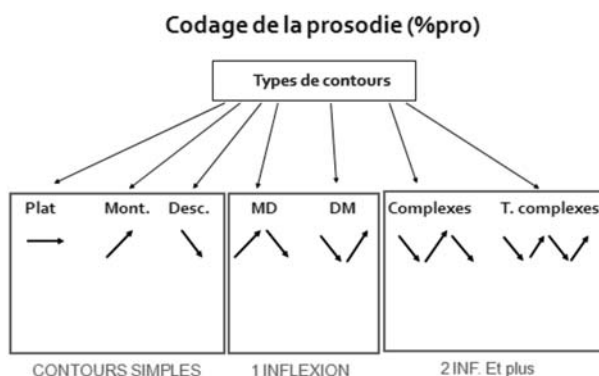 Codage de la prosodie (%pro)
Types de contours
Plat Mont. Desc. MD DM Complexes T. complexes
CONTOURS SIMPLES 1 INFLEXION 2 INF. Et plus